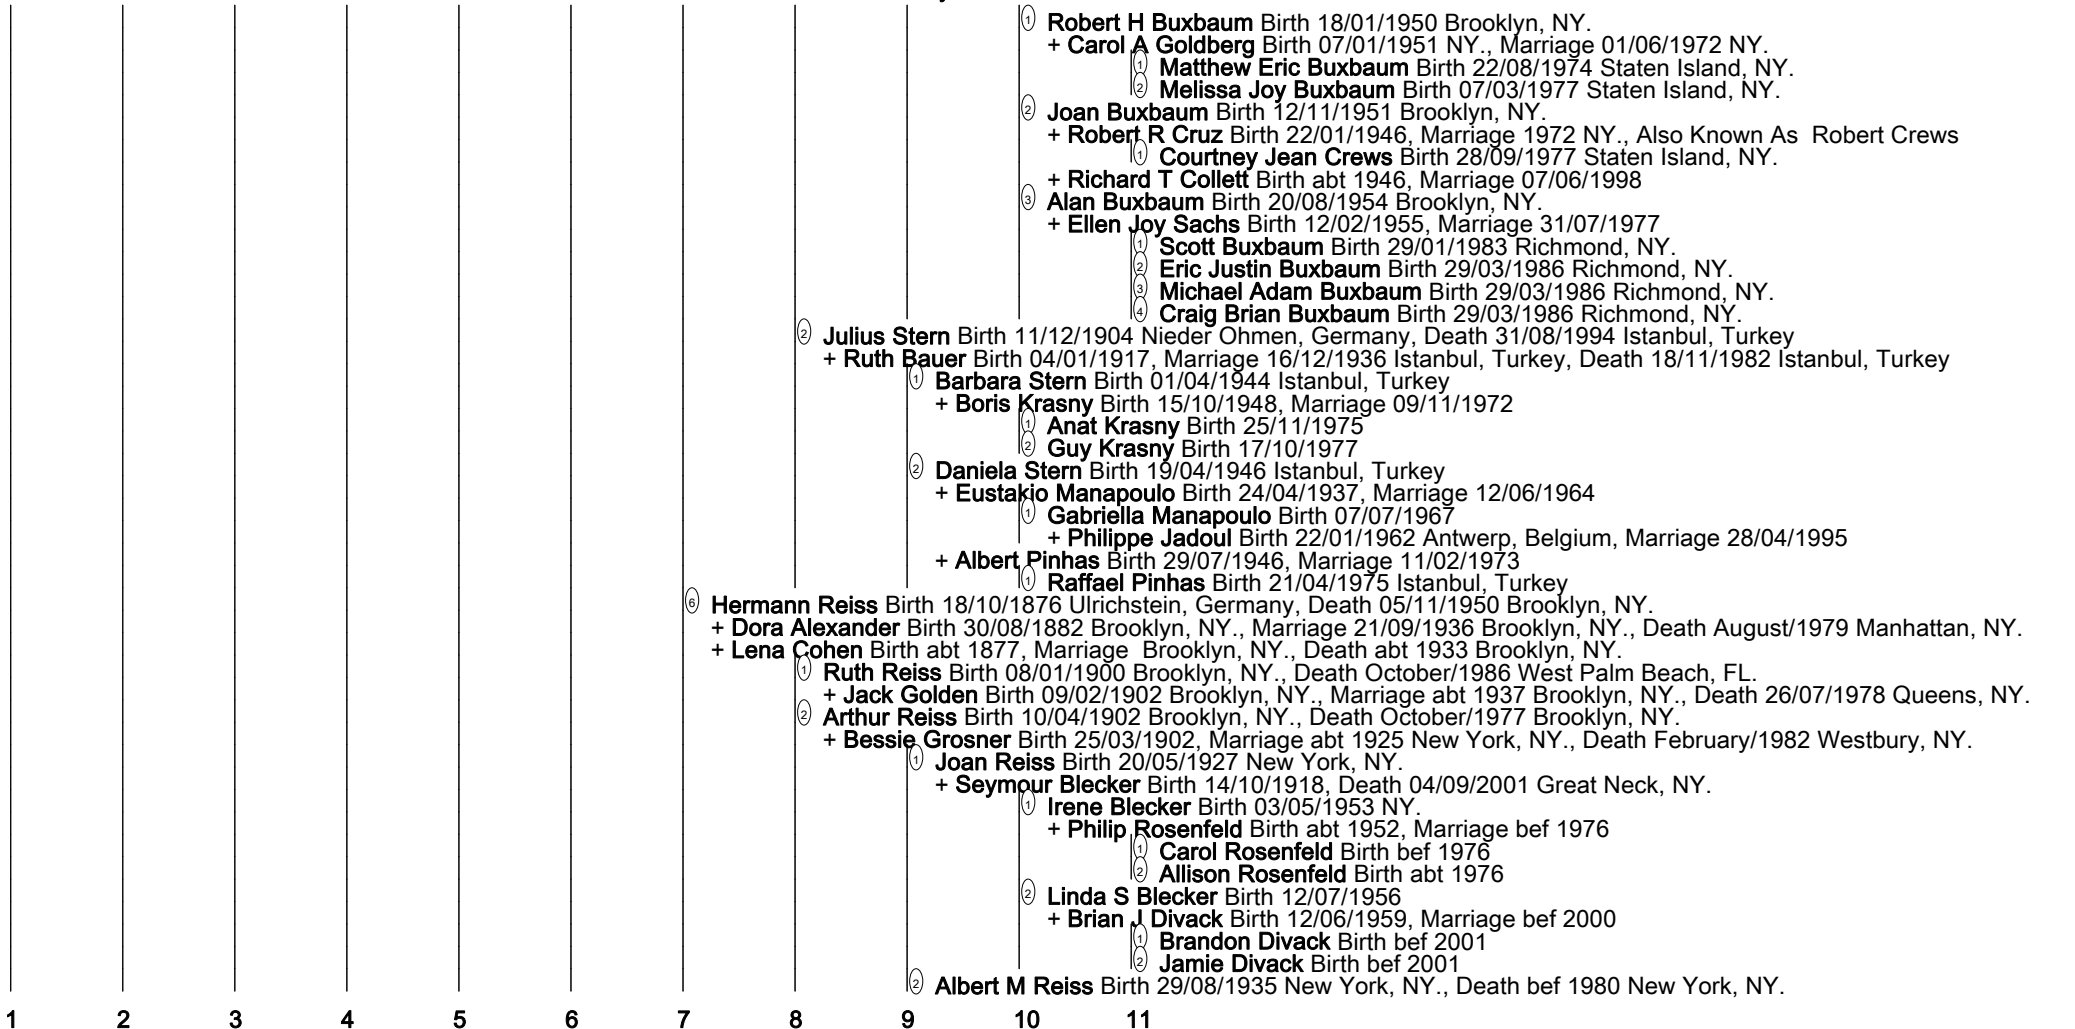 ① Robert H Buxbaum Birth 18/01/1950 Brooklyn, NY.
+ Carol A Goldberg Birth 07/01/1951 NY., Marriage 01/06/1972 NY.
① Matthew Eric Buxbaum Birth 22/08/1974 Staten Island, NY.
② Melissa Joy Buxbaum Birth 07/03/1977 Staten Island, NY.
② Joan Buxbaum Birth 12/11/1951 Brooklyn, NY.
+ Robert R Cruz Birth 22/01/1946, Marriage 1972 NY., Also Known As  Robert Crews
① Courtney Jean Crews Birth 28/09/1977 Staten Island, NY.
+ Richard T Collett Birth abt 1946, Marriage 07/06/1998
③ Alan Buxbaum Birth 20/08/1954 Brooklyn, NY.
+ Ellen Joy Sachs Birth 12/02/1955, Marriage 31/07/1977
① Scott Buxbaum Birth 29/01/1983 Richmond, NY.
② Eric Justin Buxbaum Birth 29/03/1986 Richmond, NY.
③ Michael Adam Buxbaum Birth 29/03/1986 Richmond, NY.
④ Craig Brian Buxbaum Birth 29/03/1986 Richmond, NY.
② Julius Stern Birth 11/12/1904 Nieder Ohmen, Germany, Death 31/08/1994 Istanbul, Turkey
+ Ruth Bauer Birth 04/01/1917, Marriage 16/12/1936 Istanbul, Turkey, Death 18/11/1982 Istanbul, Turkey
① Barbara Stern Birth 01/04/1944 Istanbul, Turkey
+ Boris Krasny Birth 15/10/1948, Marriage 09/11/1972
① Anat Krasny Birth 25/11/1975
② Guy Krasny Birth 17/10/1977
② Daniela Stern Birth 19/04/1946 Istanbul, Turkey
+ Eustakio Manapoulo Birth 24/04/1937, Marriage 12/06/1964
① Gabriella Manapoulo Birth 07/07/1967
+ Philippe Jadoul Birth 22/01/1962 Antwerp, Belgium, Marriage 28/04/1995
+ Albert Pinhas Birth 29/07/1946, Marriage 11/02/1973
① Raffael Pinhas Birth 21/04/1975 Istanbul, Turkey
⑥ Hermann Reiss Birth 18/10/1876 Ulrichstein, Germany, Death 05/11/1950 Brooklyn, NY.
+ Dora Alexander Birth 30/08/1882 Brooklyn, NY., Marriage 21/09/1936 Brooklyn, NY., Death August/1979 Manhattan, NY.
+ Lena Cohen Birth abt 1877, Marriage  Brooklyn, NY., Death abt 1933 Brooklyn, NY.
① Ruth Reiss Birth 08/01/1900 Brooklyn, NY., Death October/1986 West Palm Beach, FL.
+ Jack Golden Birth 09/02/1902 Brooklyn, NY., Marriage abt 1937 Brooklyn, NY., Death 26/07/1978 Queens, NY.
② Arthur Reiss Birth 10/04/1902 Brooklyn, NY., Death October/1977 Brooklyn, NY.
+ Bessie Grosner Birth 25/03/1902, Marriage abt 1925 New York, NY., Death February/1982 Westbury, NY.
① Joan Reiss Birth 20/05/1927 New York, NY.
+ Seymour Blecker Birth 14/10/1918, Death 04/09/2001 Great Neck, NY.
① Irene Blecker Birth 03/05/1953 NY.
+ Philip Rosenfeld Birth abt 1952, Marriage bef 1976
① Carol Rosenfeld Birth bef 1976
② Allison Rosenfeld Birth abt 1976
② Linda S Blecker Birth 12/07/1956
+ Brian J Divack Birth 12/06/1959, Marriage bef 2000
① Brandon Divack Birth bef 2001
② Jamie Divack Birth bef 2001
② Albert M Reiss Birth 29/08/1935 New York, NY., Death bef 1980 New York, NY.
1 2 3 4 5 6 7 8 9 10 11